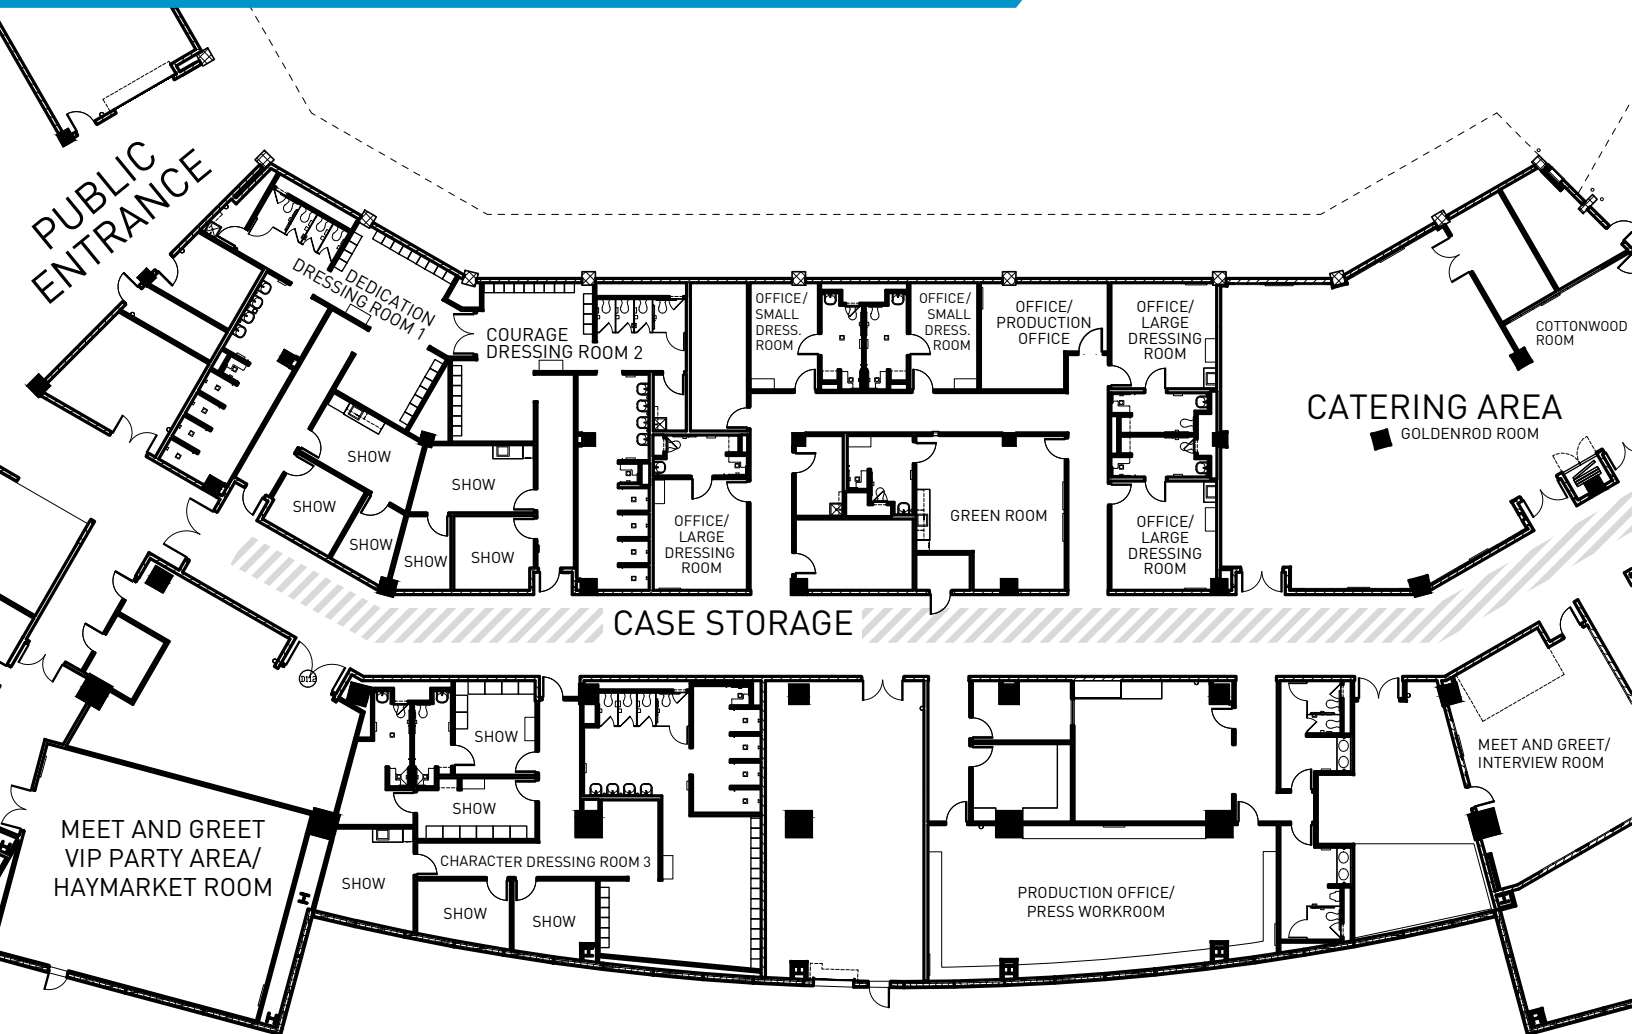 PUBLIC
ENTRANCE
DEDICATION
DRESSING ROOM 1
COURAGE
DRESSING ROOM 2
OFFICE/
SMALL
DRESS.
ROOM
OFFICE/
SMALL
DRESS.
ROOM
OFFICE/
PRODUCTION
OFFICE
OFFICE/
LARGE
DRESSING
ROOM
COTTONWOOD
ROOM
CATERING AREA
GOLDENROD ROOM
SHOW
SHOW
SHOW
SHOW
SHOW
SHOW
OFFICE/
LARGE
DRESSING
ROOM
GREEN ROOM
OFFICE/
LARGE
DRESSING
ROOM
CASE STORAGE
D112
SHOW
SHOW
MEET AND GREET/
INTERVIEW ROOM
MEET AND GREET
VIP PARTY AREA/
HAYMARKET ROOM
CHARACTER DRESSING ROOM 3
SHOW
SHOW
SHOW
PRODUCTION OFFICE/
PRESS WORKROOM